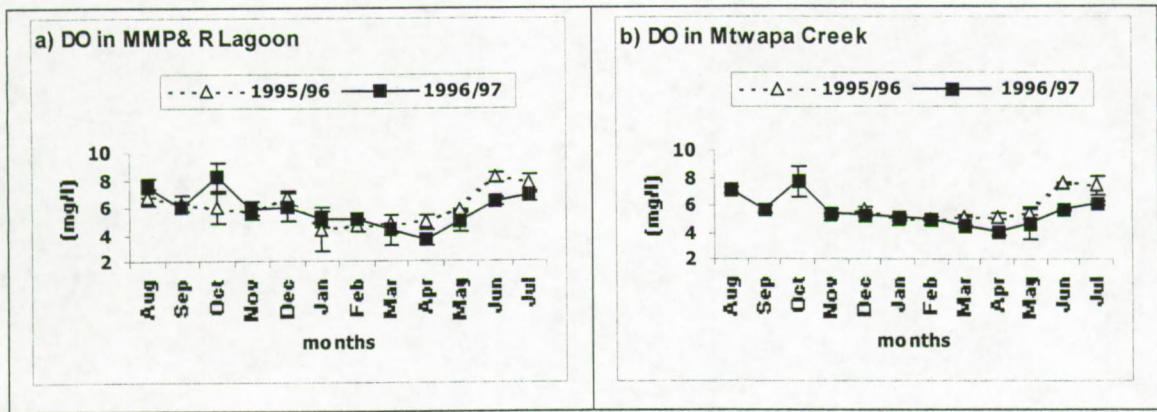 a) DO in MMP& R Lagoon
1995/96 1996/97
10
8
6
4
2
[mg/l]
Aug Sep Oct Nov Dec Jan Feb Mar Apr May Jun Jul
months
b) DO in Mtwapa Creek
1995/96 1996/97
10
8
6
4
2
[mg/l]
Aug Sep Oct Nov Dec Jan Feb Mar Apr May Jun Jul
months